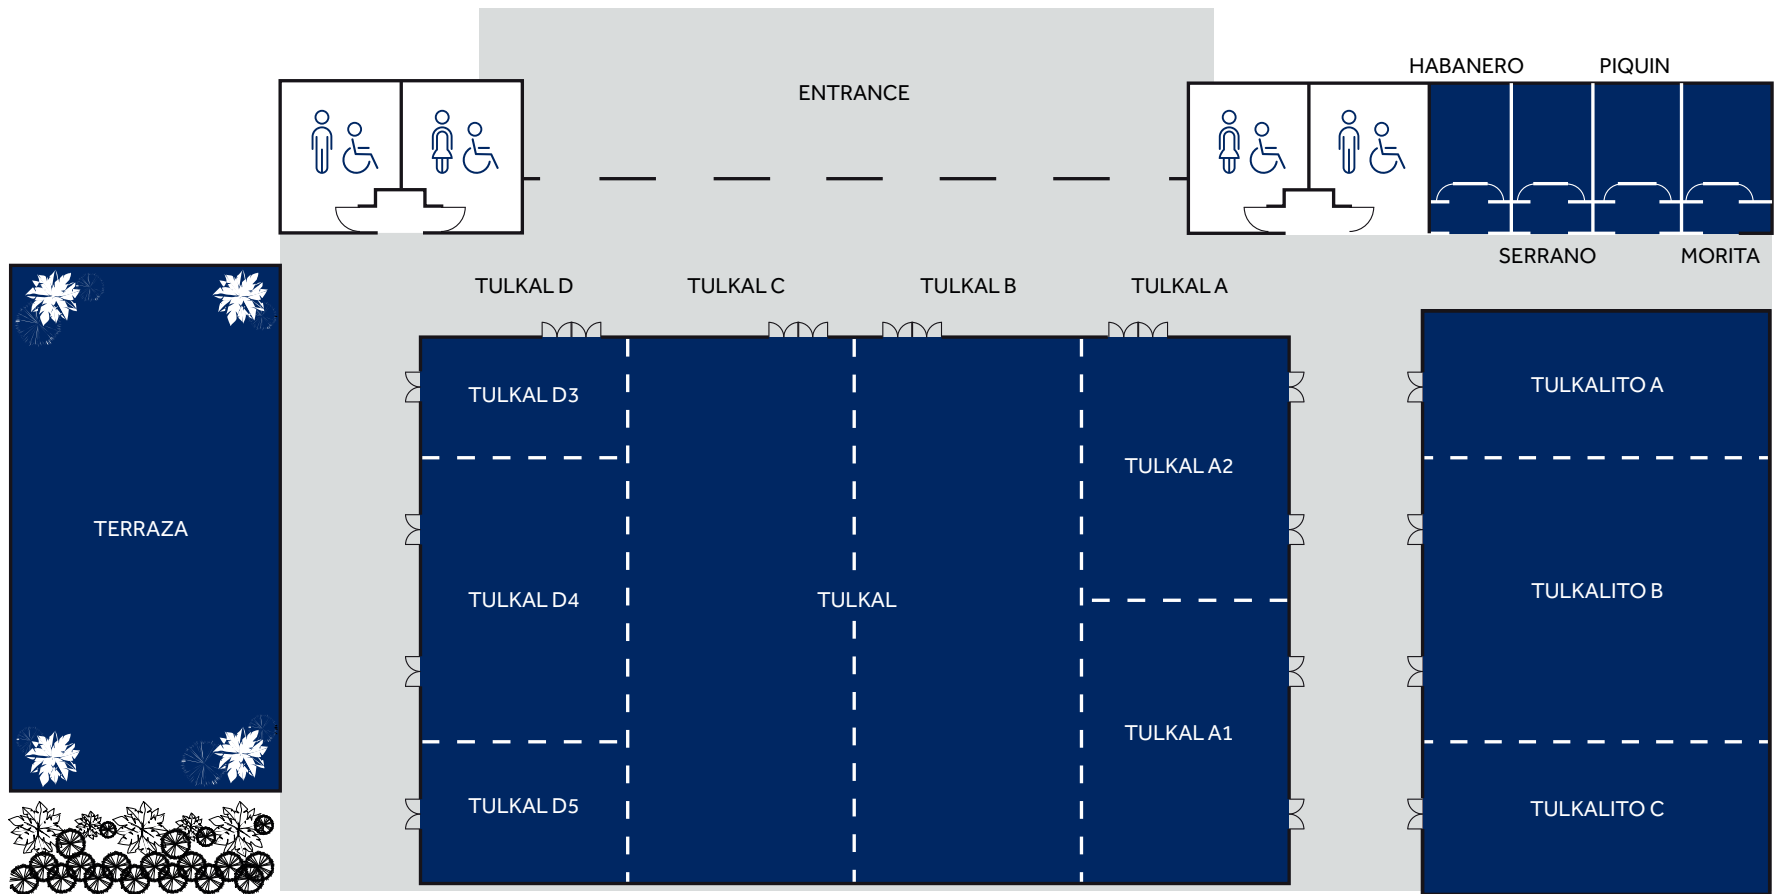 HABANERO PIQUIN
ENTRANCE
SERRANO MORITA
TULKAL D TULKAL C TULKAL B TULKAL A
TULKALITO A
TULKAL D3
TULKAL A2
TERRAZA
TULKALITO B
TULKAL D4 TULKAL
TULKAL A1
TULKAL D5
TULKALITO C